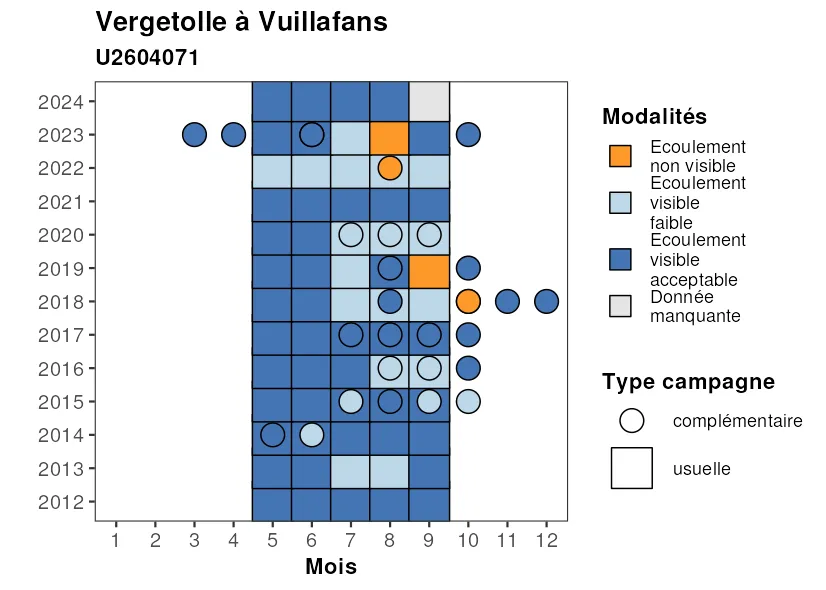 Vergetolle à Vuillafans
U2604071
2024
2023
2022
2021
2020
2019
2018
2017
2016
2015
2014
2013
2012
1 2 3 4 5 6 7 8 9 10 11 12
Mois
Modalités
Ecoulement
non visible
Ecoulement
visible
faible
Ecoulement
visible
acceptable
Donnée
manquante
Type campagne
complémentaire
usuelle